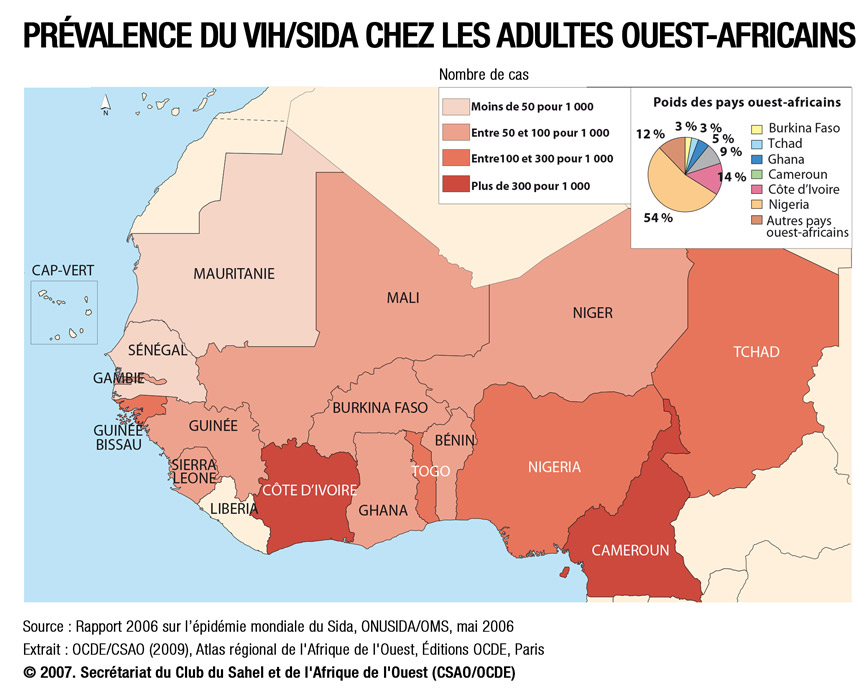 PRÉVALENCE DU VIH/SIDA CHEZ LES ADULTES OUEST-AFRICAINS
Nombre de cas
Moins de 50 pour 1 000
Entre 50 et 100 pour 1 000
Entre100 et 300 pour 1 000
Plus de 300 pour 1 000
Poids des pays ouest-africains
12 %
3 %
3 %
5 %
9 %
14 %
54 %
Burkina Faso
Tchad
Ghana
Cameroun
Côte d’Ivoire
Nigeria
Autres pays
ouest-africains
N
CAP-VERT
MAURITANIE
MALI
NIGER
TCHAD
SÉNÉGAL
GAMBIE
GUINÉE
BISSAU
GUINÉE
BURKINA FASO
BÉNIN
SIERRA
LEONE
LIBERIA
CÔTE D’IVOIRE
GHANA
TOGO
NIGERIA
CAMEROUN
Source : Rapport 2006 sur l’épidémie mondiale du Sida, ONUSIDA/OMS, mai 2006
Extrait : OCDE/CSAO (2009), Atlas régional de l'Afrique de l'Ouest, Éditions OCDE, Paris
© 2007. Secrétariat du Club du Sahel et de l'Afrique de l'Ouest (CSAO/OCDE)